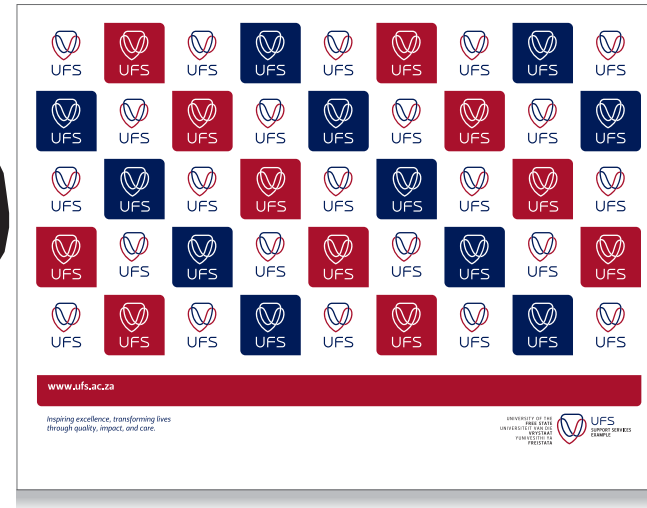 UFS UFS UFS UFS UFS UFS UFS UFS UFS
UFS UFS UFS UFS UFS UFS UFS UFS UFS
UFS UFS UFS UFS UFS UFS UFS UFS UFS
UFS UFS UFS UFS UFS UFS UFS UFS UFS
UFS UFS UFS UFS UFS UFS UFS UFS UFS
www.ufs.ac.za
Inspiring excellence, transforming lives
through quality, impact, and care.
UNIVERSITY OF THE
FREE STATE
UNIVERSITEIT VAN DIE
VRYSTAAT
YUNIVESITHI YA
FREISTATA
UFS
SUPPORT SERVICES
EXAMPLE